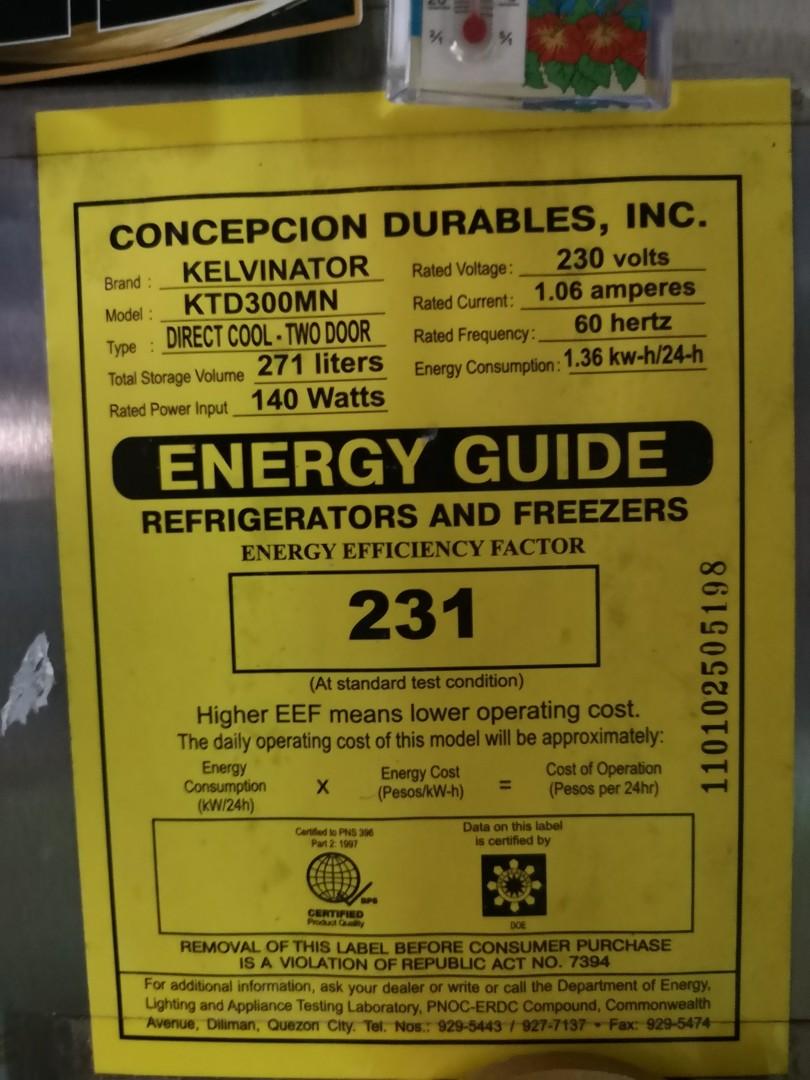 CONCEPCION DURABLES, INC.
Brand : KELVINATOR
Model : KTD300MN
Type : DIRECT COOL - TWO DOOR
Total Storage Volume 271 liters
Rated Power Input 140 Watts
Rated Voltage: 230 volts
Rated Current: 1.06 amperes
Rated Frequency: 60 hertz
Energy Consumption: 1.36 kw-h/24-h
ENERGY GUIDE
REFRIGERATORS AND FREEZERS
ENERGY EFFICIENCY FACTOR
231
(At standard test condition)
Higher EEF means lower operating cost.
The daily operating cost of this model will be approximately:
Energy
Consumption
(kW/24h)
X
Energy Cost
(Pesos/kW-h)
=
Cost of Operation
(Pesos per 24hr)
110102505198
Certified to PNS 396
Part 2: 1997
BPS
CERTIFIED
Product Quality
Data on this label
is certified by
DOE
REMOVAL OF THIS LABEL BEFORE CONSUMER PURCHASE
IS A VIOLATION OF REPUBLIC ACT NO. 7394
For additional information, ask your dealer or write or call the Department of Energy,
Lighting and Appliance Testing Laboratory, PNOC-ERDC Compound, Commonwealth
Avenue, Diliman, Quezon City. Tel. Nos.: 929-5443 / 927-7137 • Fax: 929-5474